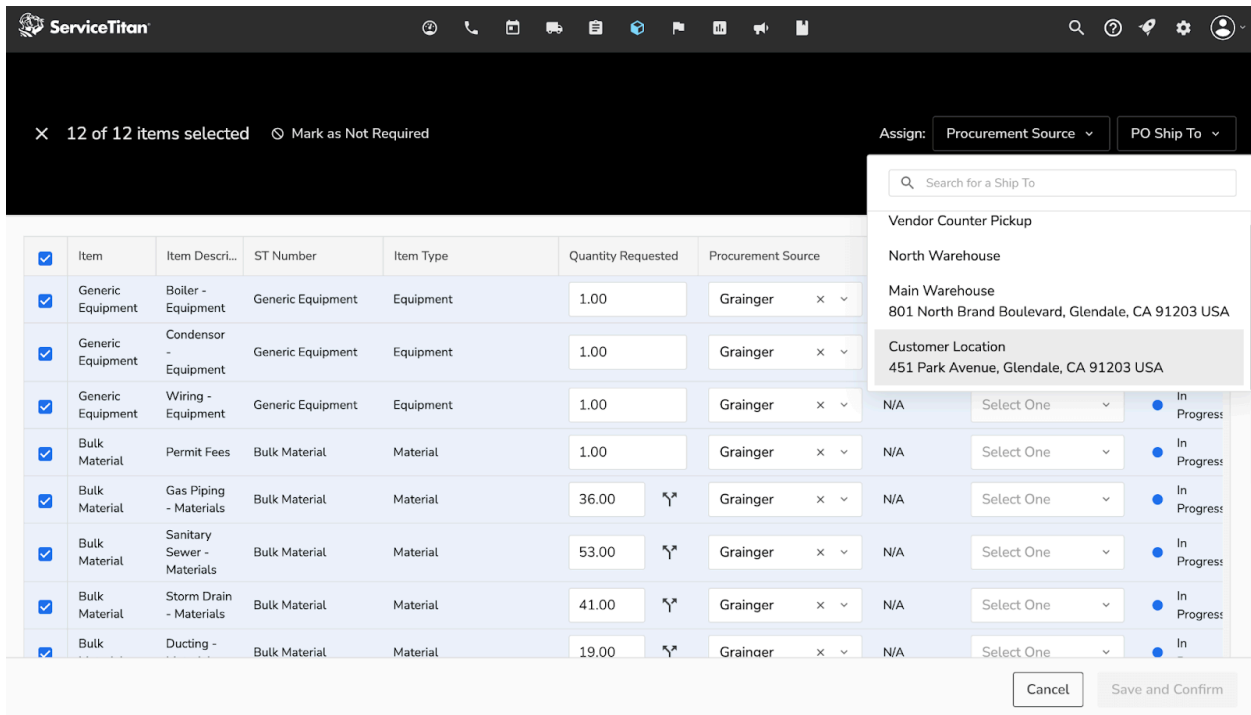 ServiceTitan
12 of 12 items selected
Mark as Not Required
Assign:
Procurement Source
PO Ship To
Search for a Ship To
Vendor Counter Pickup
North Warehouse
Main Warehouse
801 North Brand Boulevard, Glendale, CA 91203 USA
Customer Location
451 Park Avenue, Glendale, CA 91203 USA
Item
Item Descri...
ST Number
Item Type
Quantity Requested
Procurement Source
Generic
Equipment
Boiler -
Equipment
Generic Equipment
Equipment
1.00
Grainger
Generic
Equipment
Condensor
-
Equipment
Generic Equipment
Equipment
1.00
Grainger
Generic
Equipment
Wiring -
Equipment
Generic Equipment
Equipment
1.00
Grainger
N/A
Select One
In
Progress
Bulk
Material
Permit Fees
Bulk Material
Material
1.00
Grainger
N/A
Select One
In
Progress
Bulk
Material
Gas Piping
- Materials
Bulk Material
Material
36.00
Grainger
N/A
Select One
In
Progress
Bulk
Material
Sanitary
Sewer -
Materials
Bulk Material
Material
53.00
Grainger
N/A
Select One
In
Progress
Bulk
Material
Storm Drain
- Materials
Bulk Material
Material
41.00
Grainger
N/A
Select One
In
Progress
Bulk
Ducting -
Bulk Material
Material
19.00
Grainger
N/A
Select One
In
Cancel
Save and Confirm